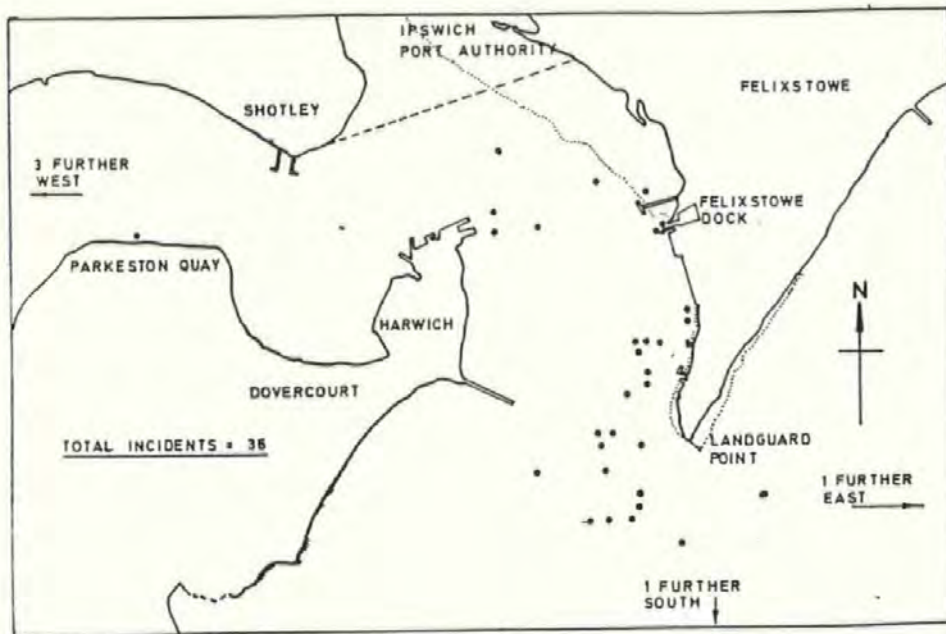 IPSWICH
PORT AUTHORITY
FELIXSTOWE
SHOTLEY
3 FURTHER
WEST
FELIXSTOWE
DOCK
PARKESTON QUAY
N
HARWICH
DOVERCOURT
TOTAL INCIDENTS = 36
LANDGUARD
POINT
1 FURTHER
EAST
1 FURTHER
SOUTH